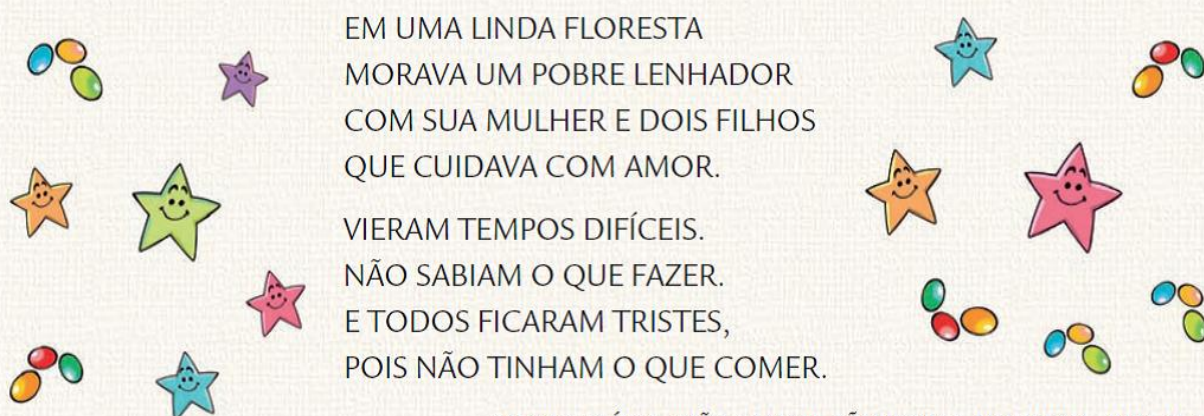 EM UMA LINDA FLORESTA
MORAVA UM POBRE LENHADOR
COM SUA MULHER E DOIS FILHOS
QUE CUIDAVA COM AMOR.
VIERAM TEMPOS DIFÍCEIS.
NÃO SABIAM O QUE FAZER.
E TODOS FICARAM TRISTES,
POIS NÃO TINHAM O QUE COMER.